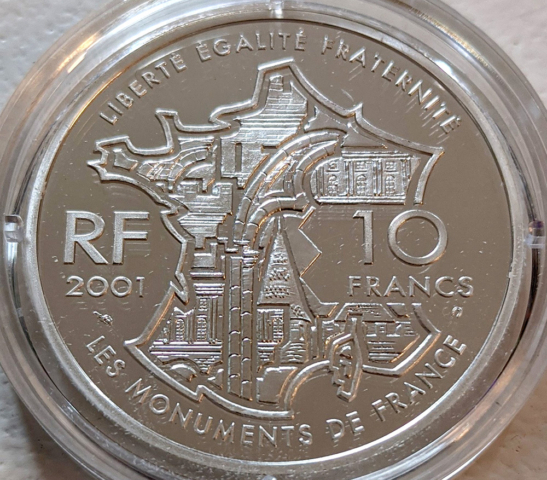 LIBERTÉ ÉGALITÉ FRATERNITÉ
RF
2001
10
FRANCS
LES MONUMENTS DE FRANCE